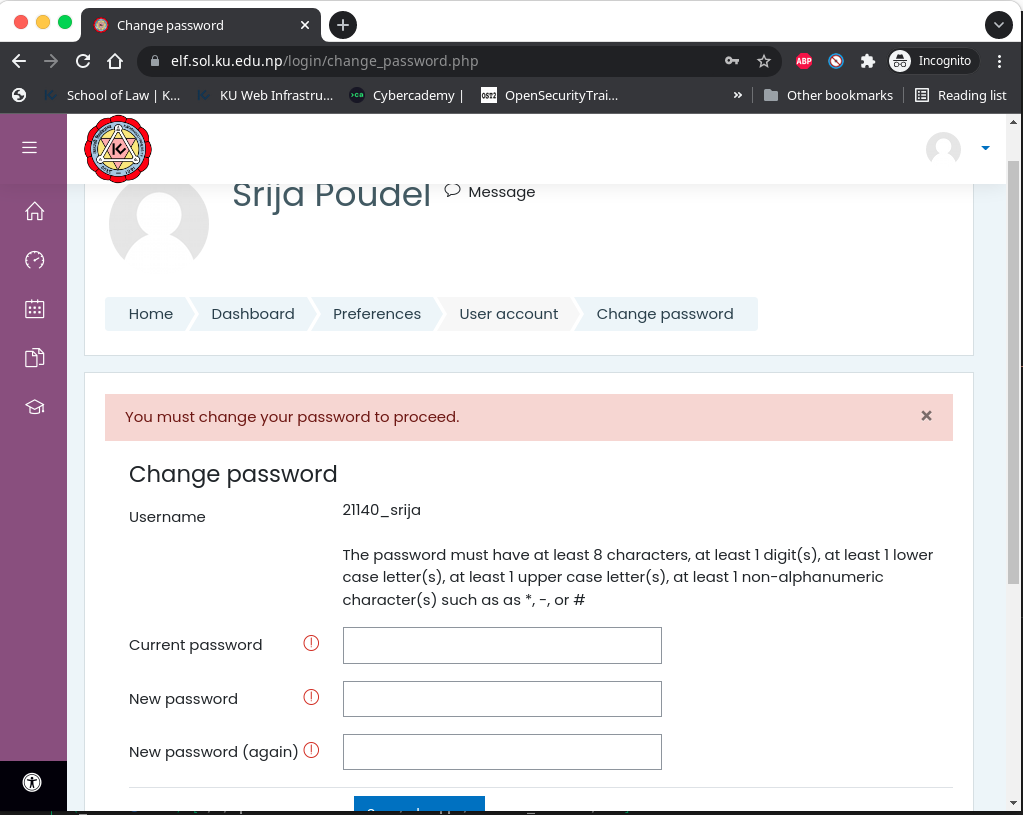 Change password
elf.sol.ku.edu.np/login/change_password.php
ABP
Incognito
School of Law | K...
KU Web Infrastru...
>CA
Cybercademy |
OST2
OpenSecurityTrai...
»
Other bookmarks
Reading list
Srija Poudel
Message
Home
Dashboard
Preferences
User account
Change password
You must change your password to proceed.
Change password
Username
21140_srija
The password must have at least 8 characters, at least 1 digit(s), at least 1 lower
case letter(s), at least 1 upper case letter(s), at least 1 non-alphanumeric
character(s) such as as *, -, or #
Current password
New password
New password (again)